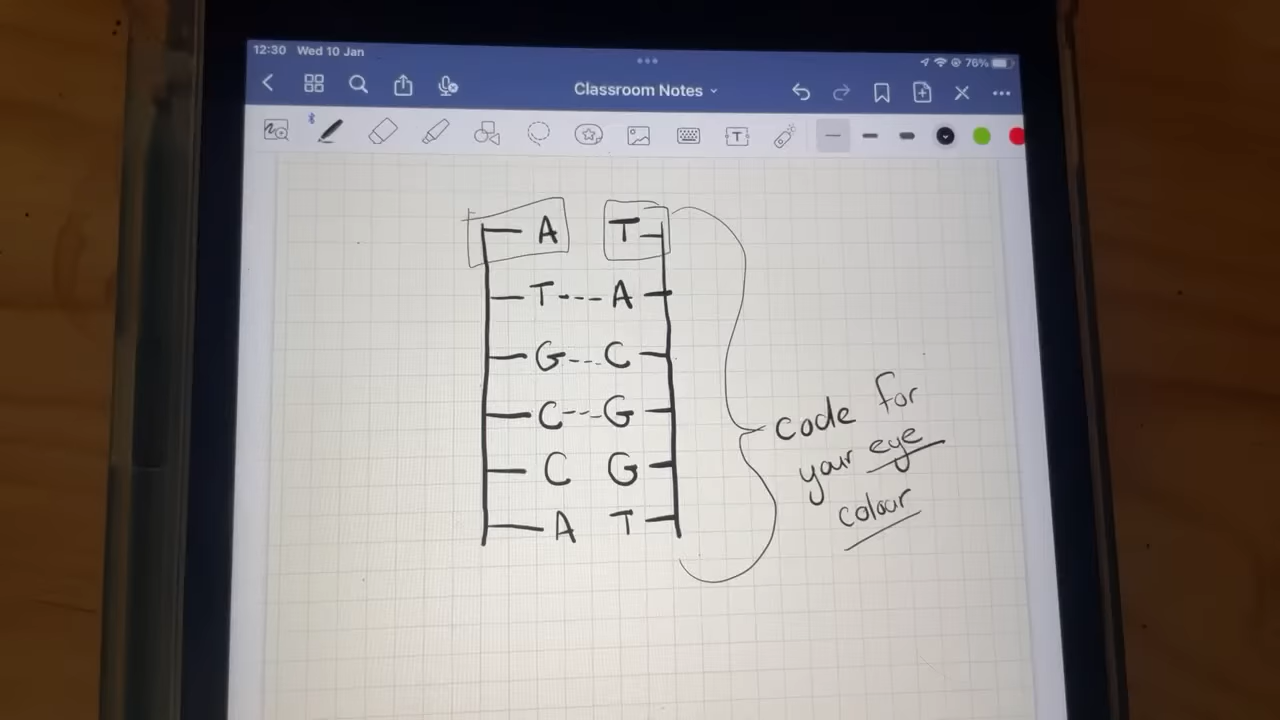 12:30 Wed 10 Jan
76%
Classroom Notes
T
A T
T---A
G---C
C---G
C G
A T
code for
your eye
colour